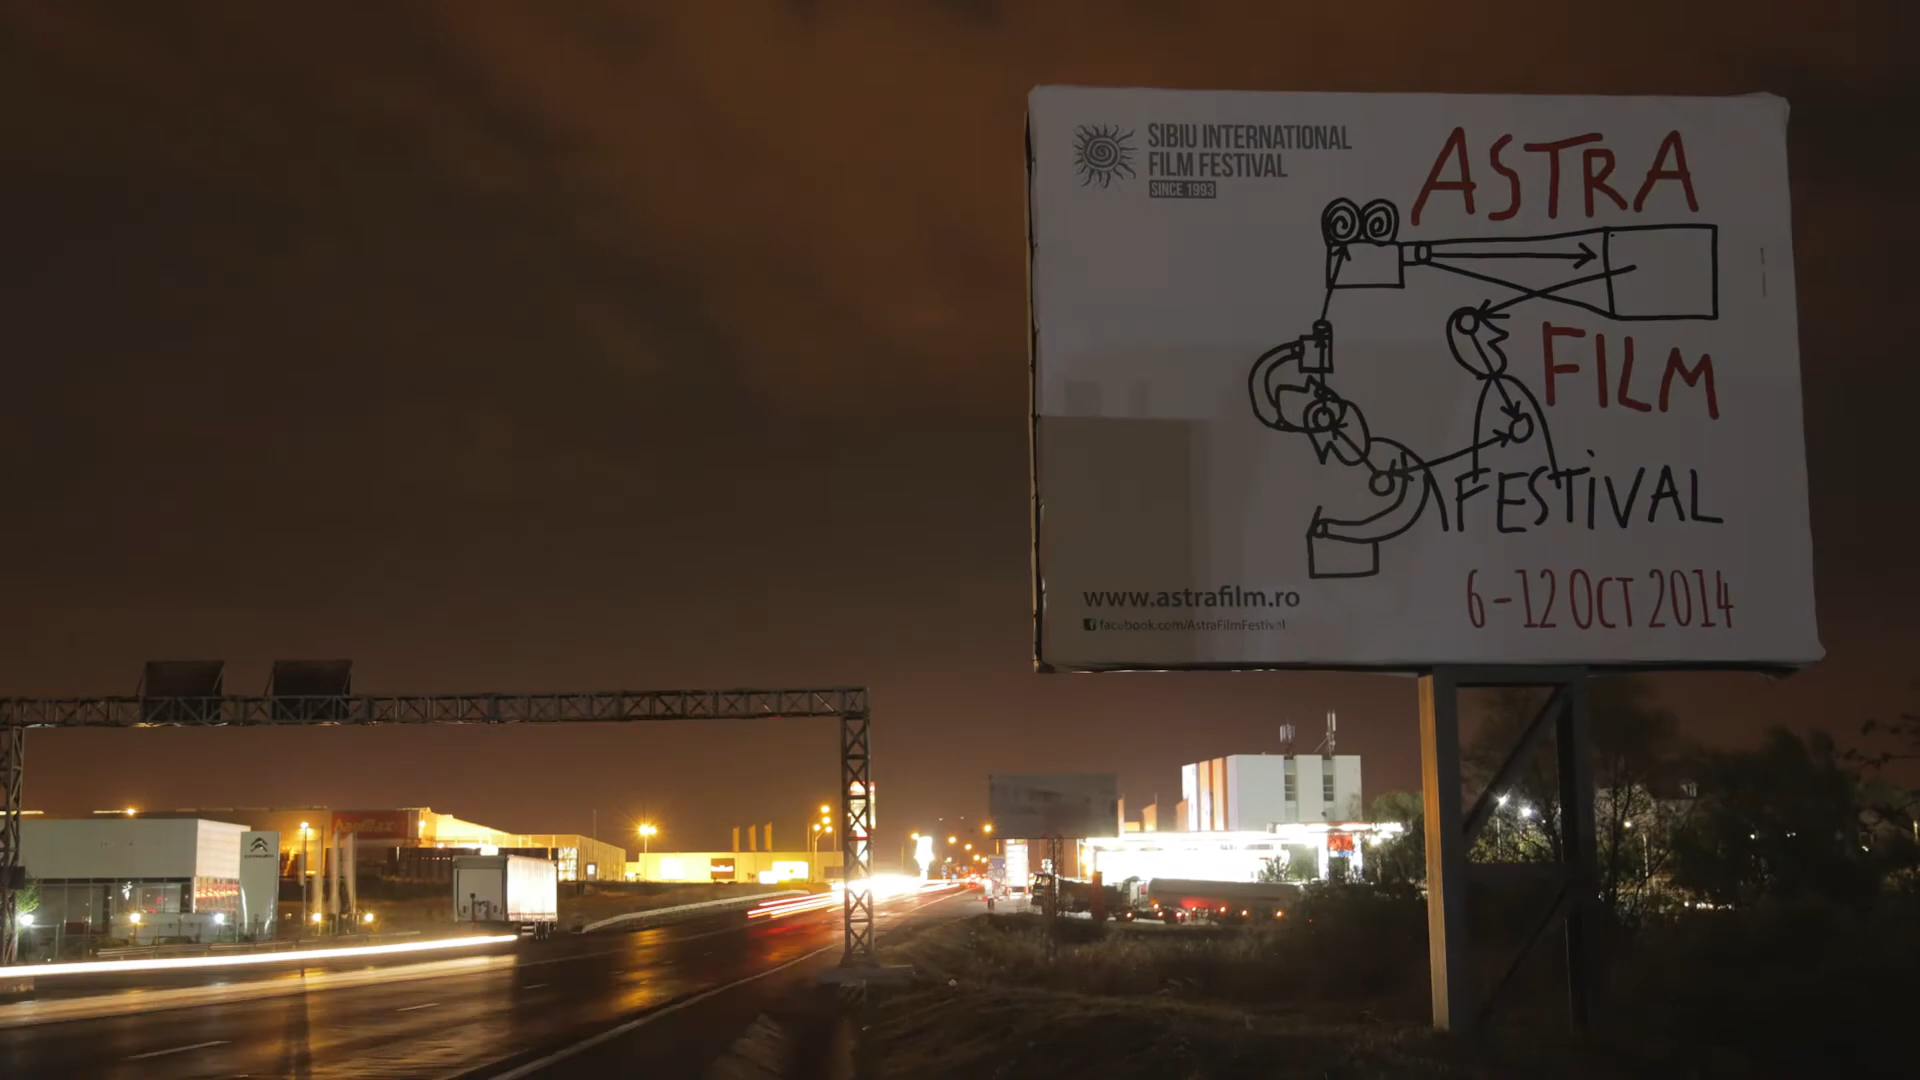 SIBIU INTERNATIONAL
FILM FESTIVAL
SINCE 1993
ASTRA
FILM
FESTiVAL
6-12 OCT 2014
www.astrafilm.ro
facebook.com/AstraFilmFestival